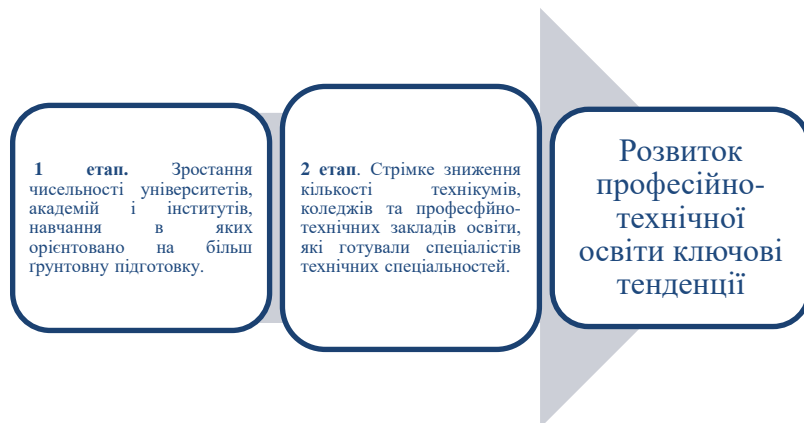 1 етап. Зростання
чисельності університетів,
академій і інститутів,
навчання в яких
орієнтовано на більш
ґрунтовну підготовку.
2 етап. Стрімке зниження
кількості технікумів,
коледжів та професфйно-
технічних закладів освіти,
які готували спеціалістів
технічних спеціальностей.
Розвиток
професійно-
технічної
освіти ключові
тенденції